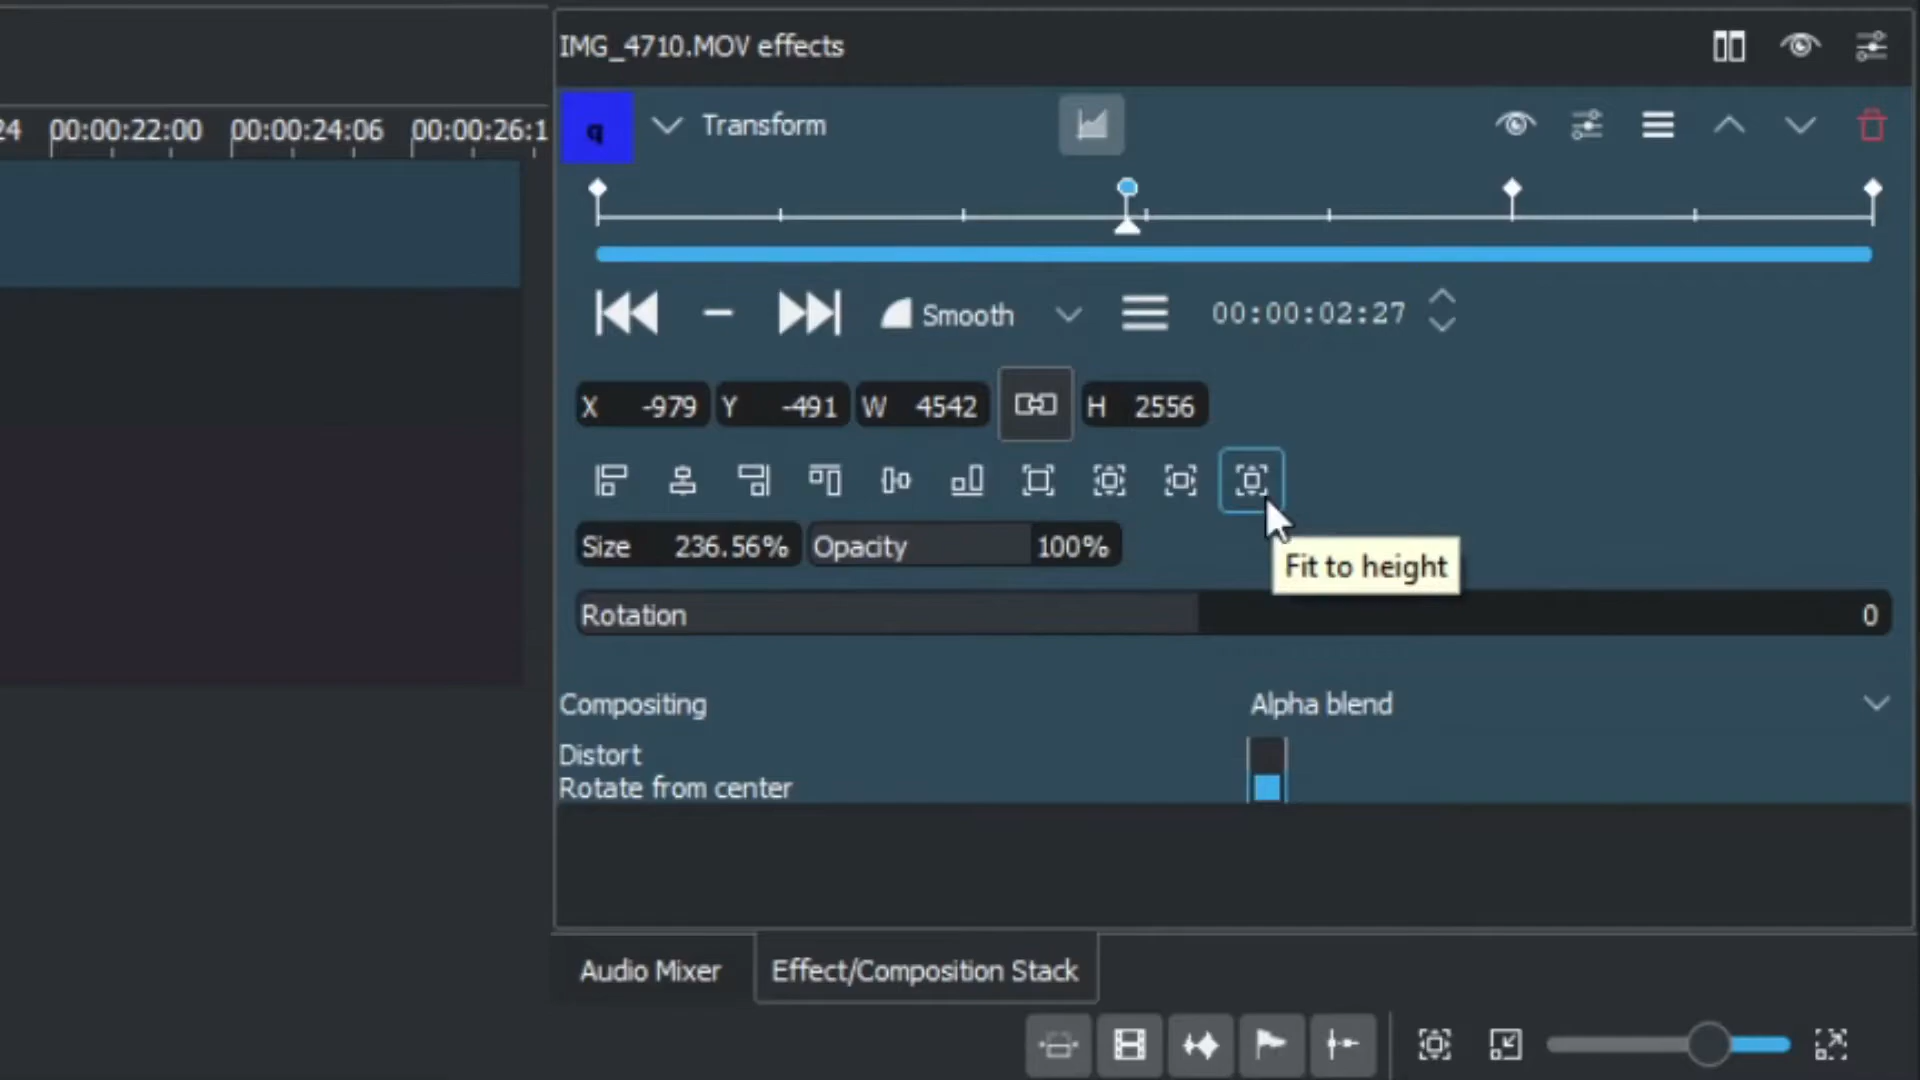 IMG_4710.MOV effects
24 00:00:22:00 00:00:24:06 00:00:26:1
q Transform
Smooth 00:00:02:27
X -979 Y -491 W 4542 H 2556
Size 236.56% Opacity 100%
Fit to height
Rotation 0
Compositing Alpha blend
Distort
Rotate from center
Audio Mixer Effect/Composition Stack